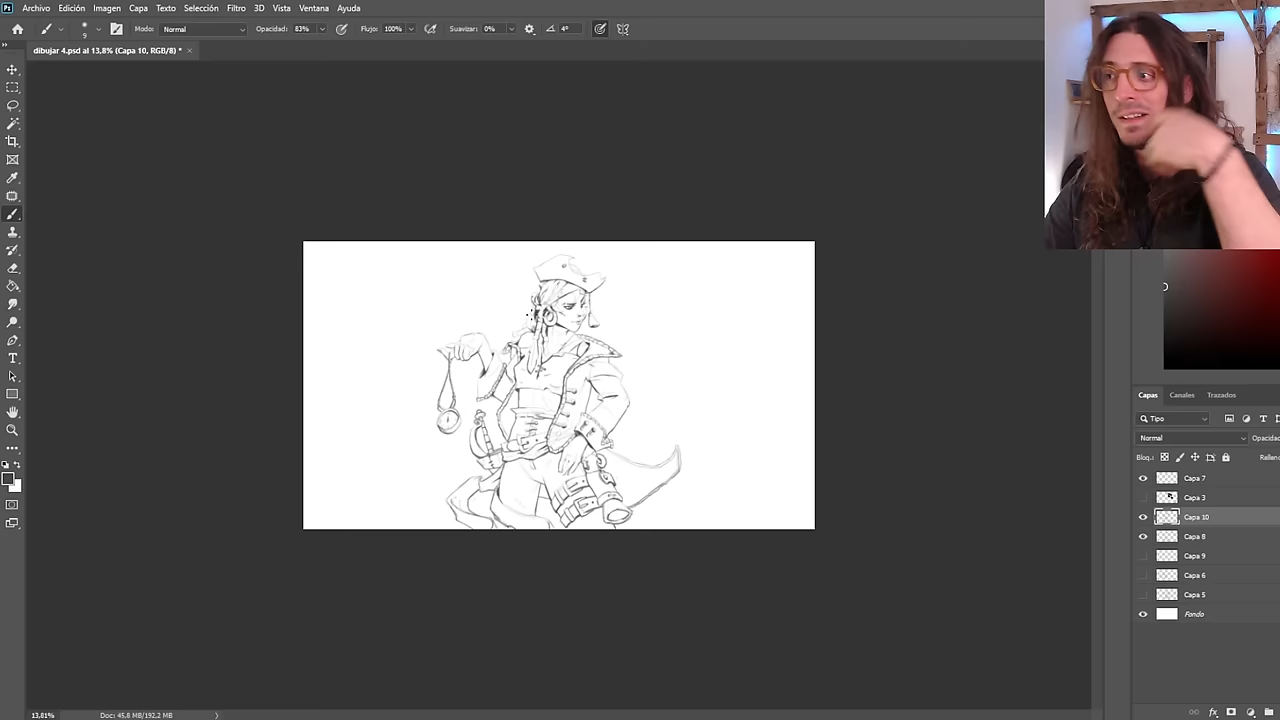 Ps Archivo Edición Imagen Capa Texto Selección Filtro 3D Vista Ventana Ayuda
9 Modo: Normal Opacidad: 83% Flujo: 100% Suavizar: 0% 4°
dibujar 4.psd al 13,8% (Capa 10, RGB/8) * ×
Capas Canales Trazados
Tipo
Normal Opacidad
Bloq.: Rellen
Capa 7
Capa 3
Capa 10
Capa 8
Capa 9
Capa 6
Capa 5
Fondo
13,81% Doc: 45,8 MB/192,2 MB